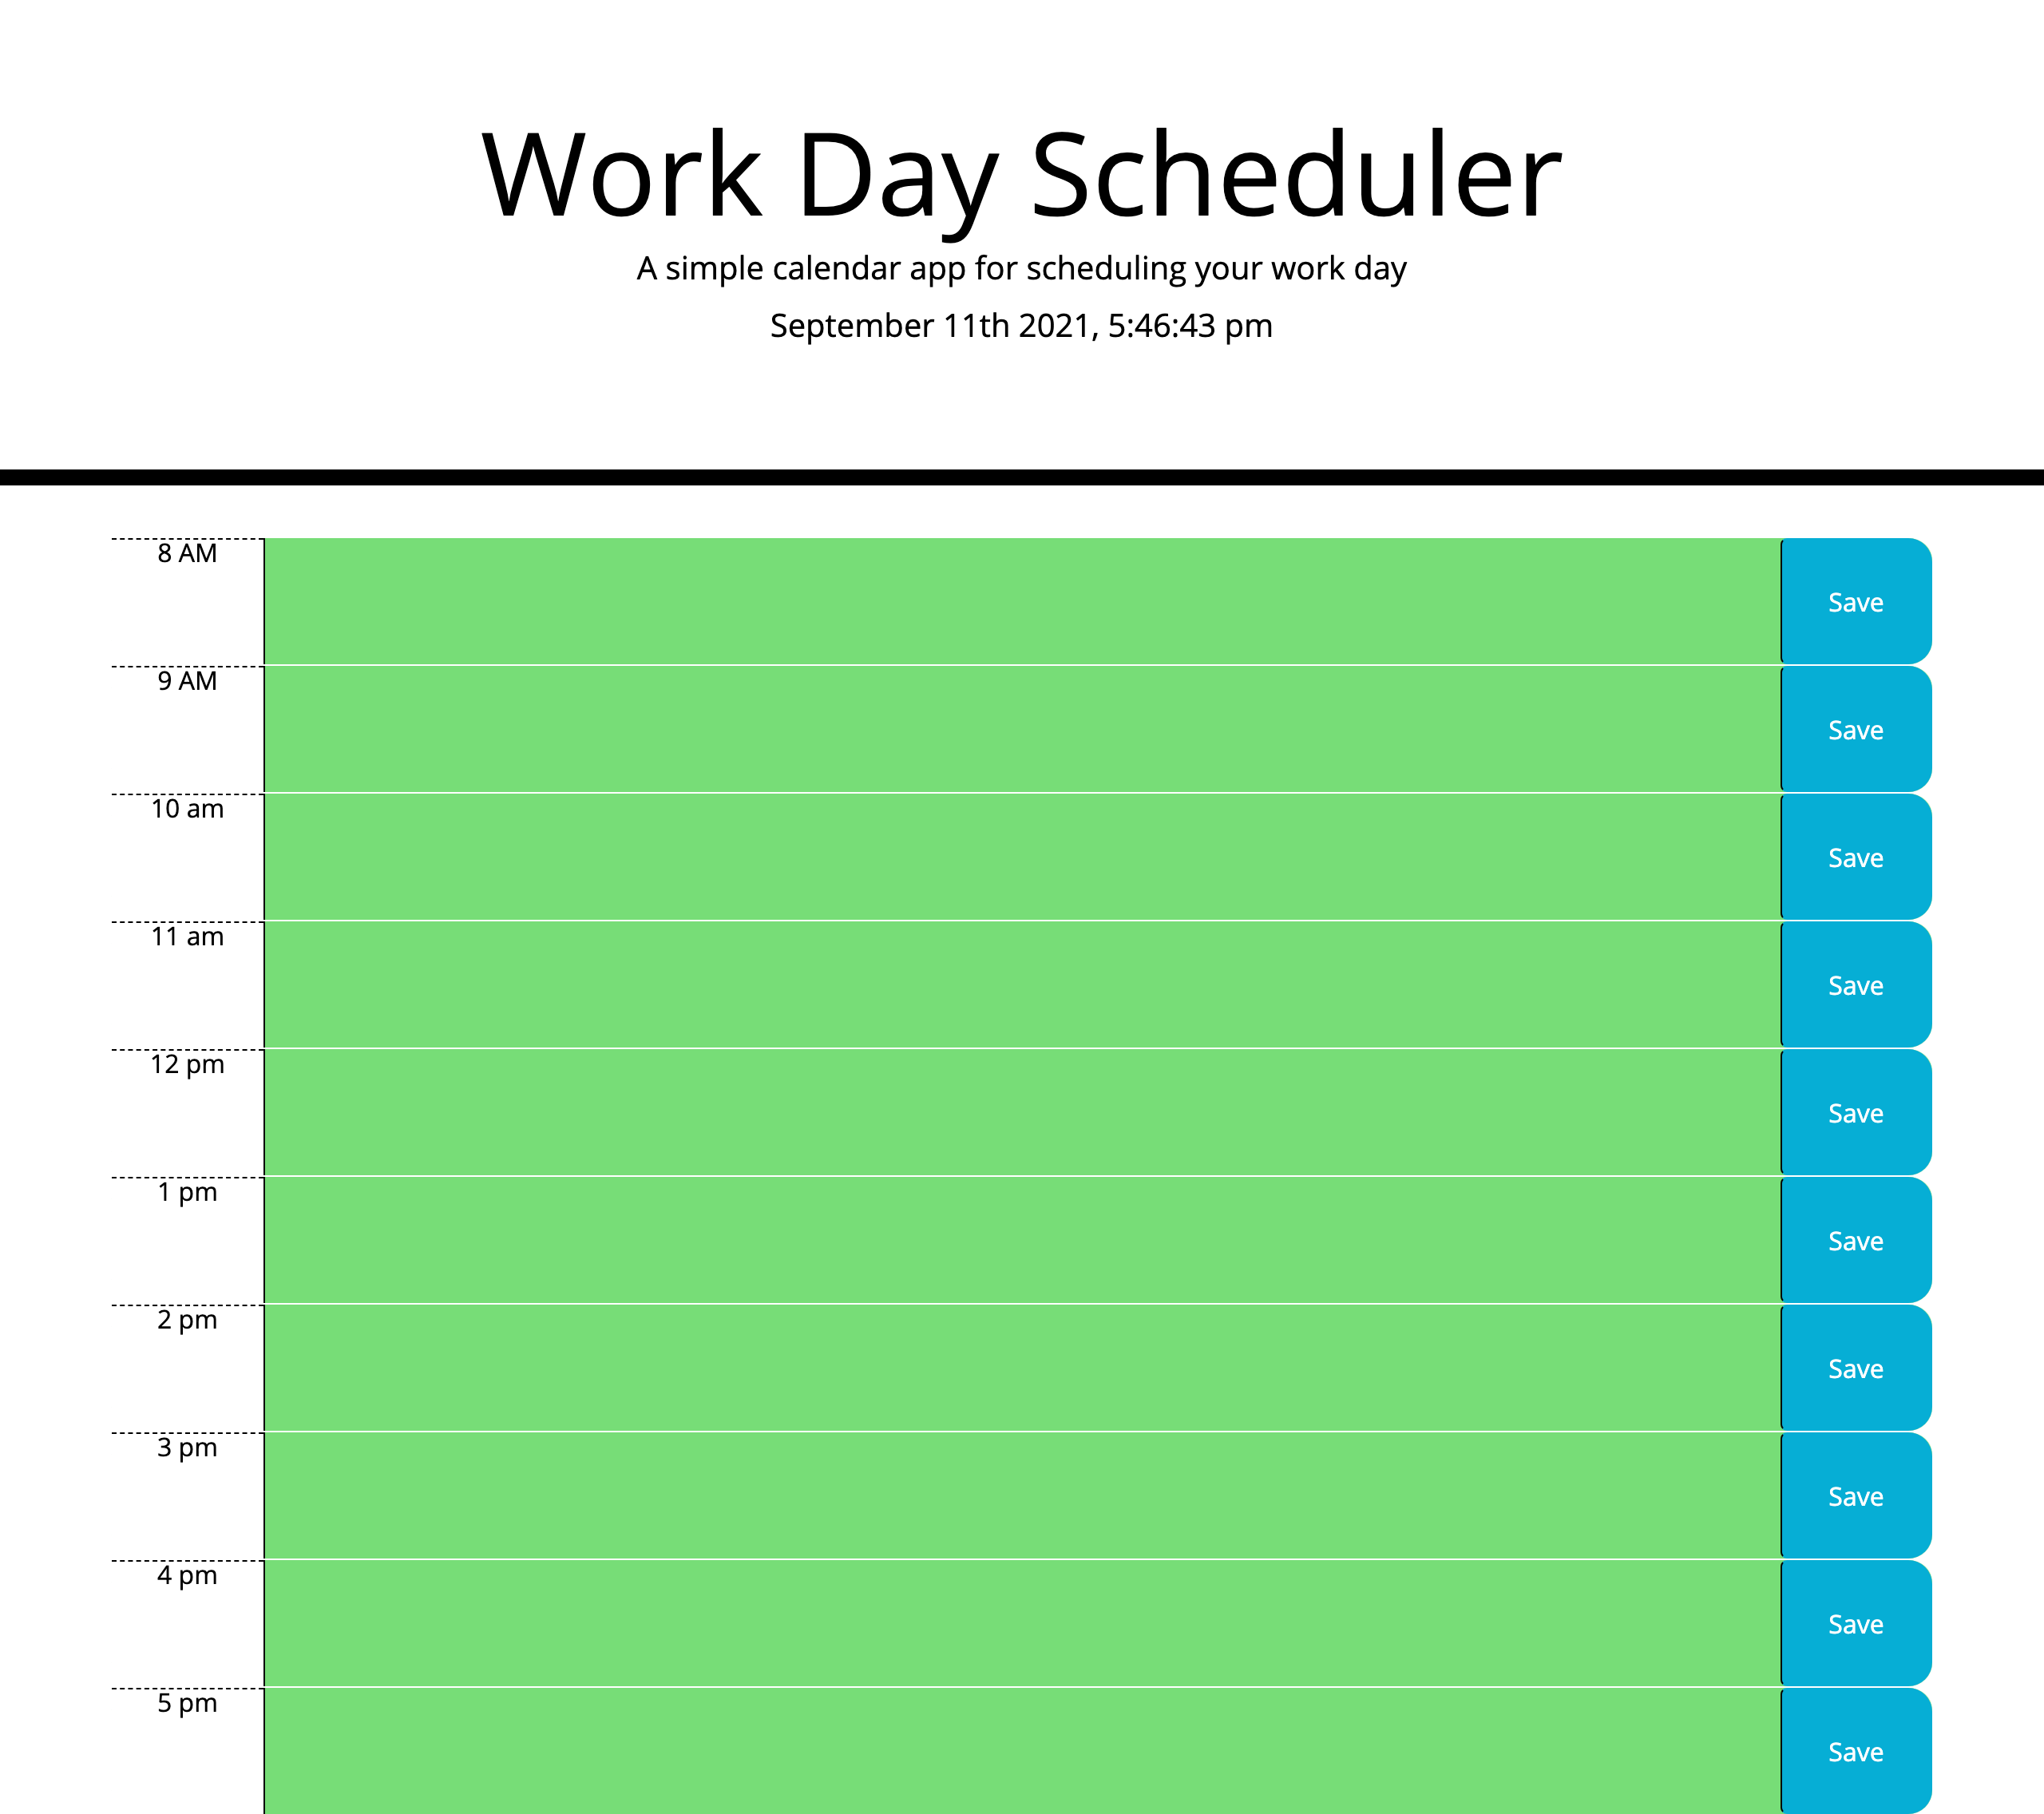 Work Day Scheduler
A simple calendar app for scheduling your work day
September 11th 2021, 5:46:43 pm
8 AM
Save
9 AM
Save
10 am
Save
11 am
Save
12 pm
Save
1 pm
Save
2 pm
Save
3 pm
Save
4 pm
Save
5 pm
Save